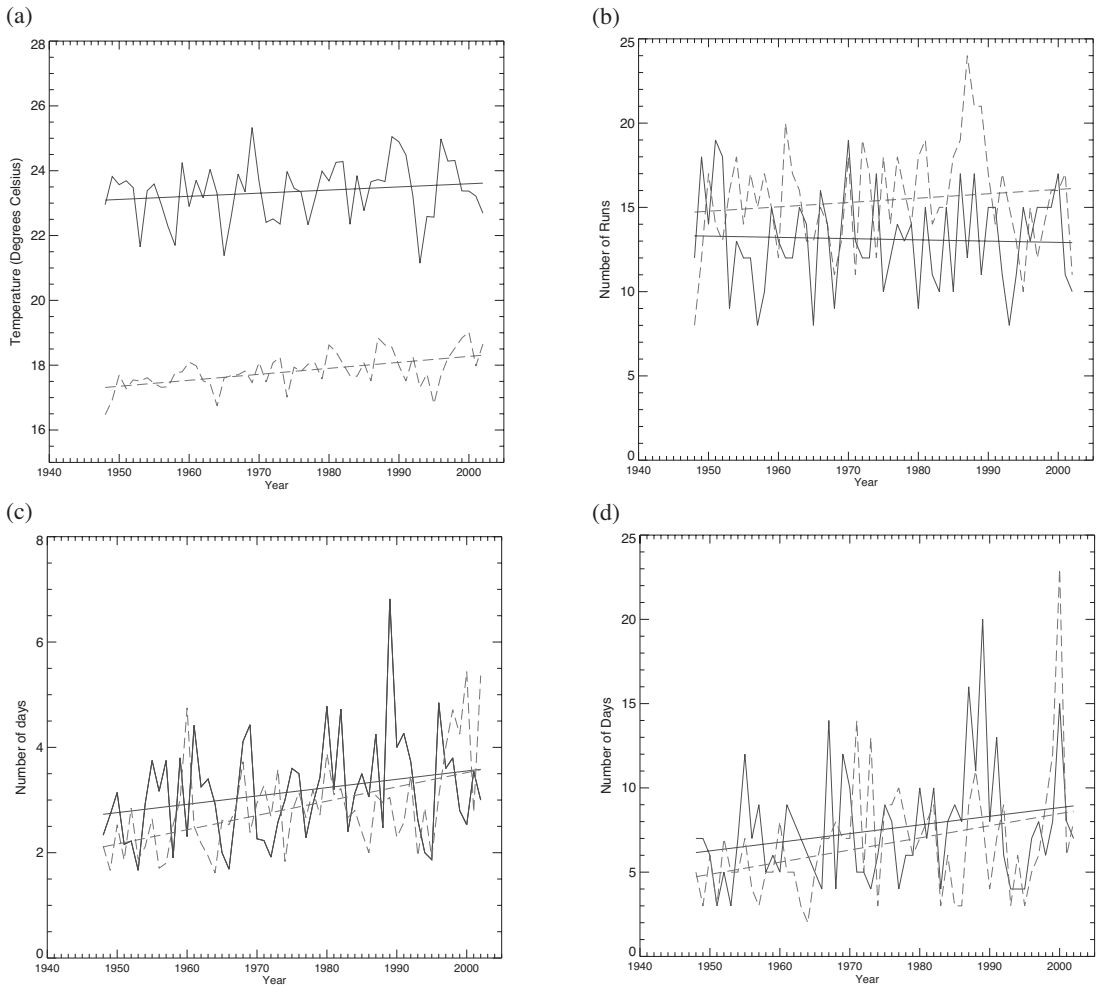 (a)
28
26
24
22
20
18
16
Temperature (Degrees Celsius)
1940 1950 1960 1970 1980 1990 2000
Year
(b)
25
20
15
10
5
0
Number of Runs
1940 1950 1960 1970 1980 1990 2000
Year
(c)
8
6
4
2
0
Number of days
1940 1950 1960 1970 1980 1990 2000
Year
(d)
25
20
15
10
5
0
Number of Days
1940 1950 1960 1970 1980 1990 2000
Year